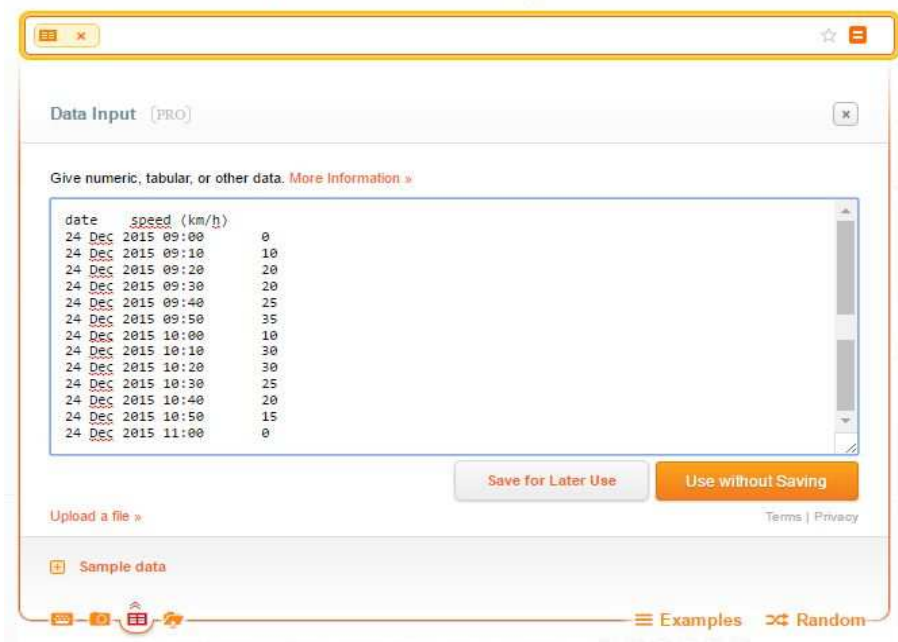 Data Input [PRO]
Give numeric, tabular, or other data. More Information »
date speed (km/h)
24 Dec 2015 09:00 0
24 Dec 2015 09:10 10
24 Dec 2015 09:20 20
24 Dec 2015 09:30 20
24 Dec 2015 09:40 25
24 Dec 2015 09:50 35
24 Dec 2015 10:00 10
24 Dec 2015 10:10 30
24 Dec 2015 10:20 30
24 Dec 2015 10:30 25
24 Dec 2015 10:40 20
24 Dec 2015 10:50 15
24 Dec 2015 11:00 0
Save for Later Use Use without Saving
Upload a file » Terms | Privacy
Sample data
Examples Random